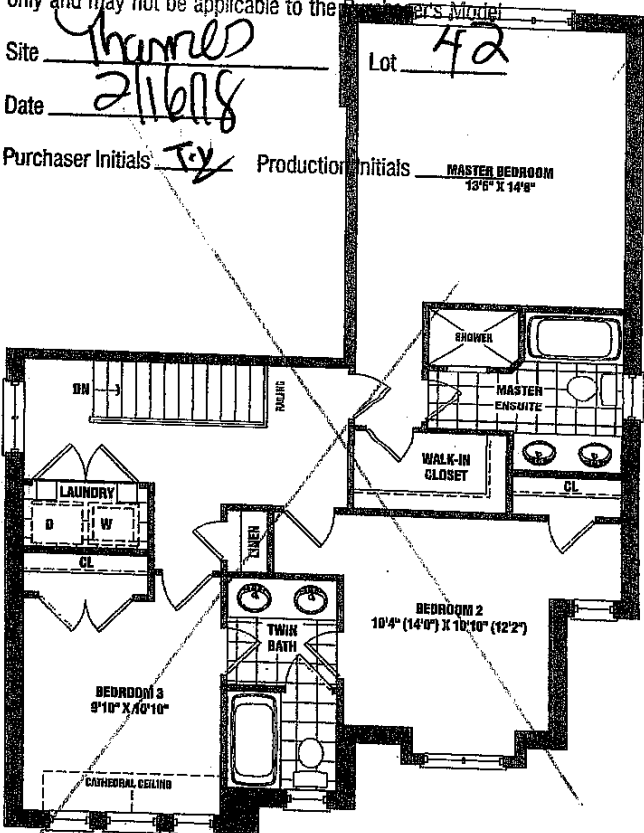 only and may not be applicable to the Purchaser's Model
Site Thames Lot 42
Date 2/16/18
Purchaser Initials T.Y Production Initials
MASTER BEDROOM
13'6" X 14'8"
SHOWER
DN
RAILING
MASTER
ENSUITE
WALK-IN
CLOSET
CL
LAUNDRY
D W
LINEN
CL
BEDROOM 2
10'4" (14'0") X 10'10" (12'2")
TWIN
BATH
BEDROOM 3
9'10" X 10'10"
CATHEDRAL CEILING